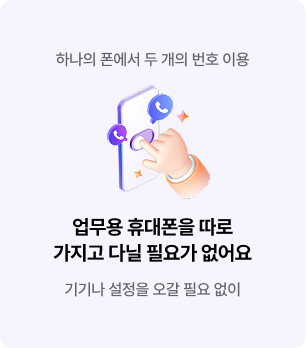 하나의 폰에서 두 개의 번호 이용
업무용 휴대폰을 따로
가지고 다닐 필요가 없어요
기기나 설정을 오갈 필요 없이